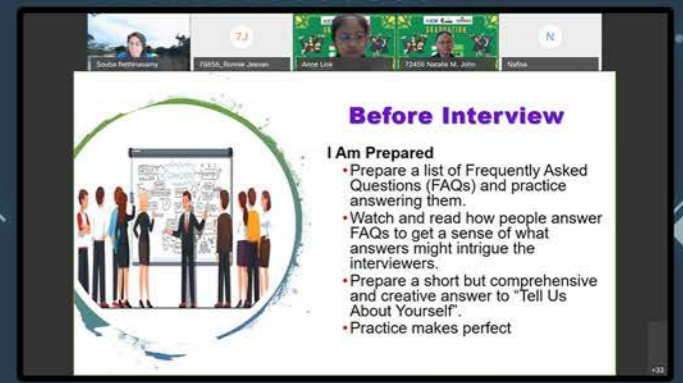 7J
N
Souba Rethinasamy
75656_Ronnie Jeevan
Anne Liok
72456 Natalie M. John
Nafisa
Before Interview
I Am Prepared
•Prepare a list of Frequently Asked
Questions (FAQs) and practice
answering them.
•Watch and read how people answer
FAQs to get a sense of what
answers might intrigue the
interviewers.
•Prepare a short but comprehensive
and creative answer to “Tell Us
About Yourself”.
•Practice makes perfect
+33